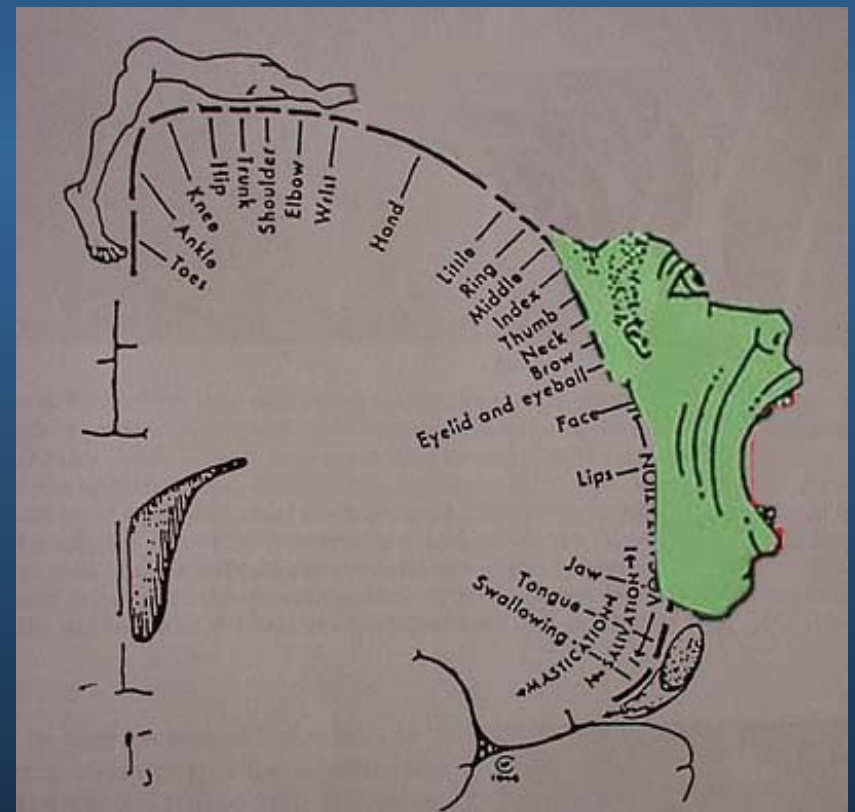 Toes
Ankle
Knee
Hip
Trunk
Shoulder
Elbow
Wrist
Hand
Little
Ring
Middle
Index
Thumb
Neck
Brow
Eyelid and eyeball
Face
Lips
VOCALIZATION
Jaw
Tongue
Swallowing
SALIVATION
MASTICATION